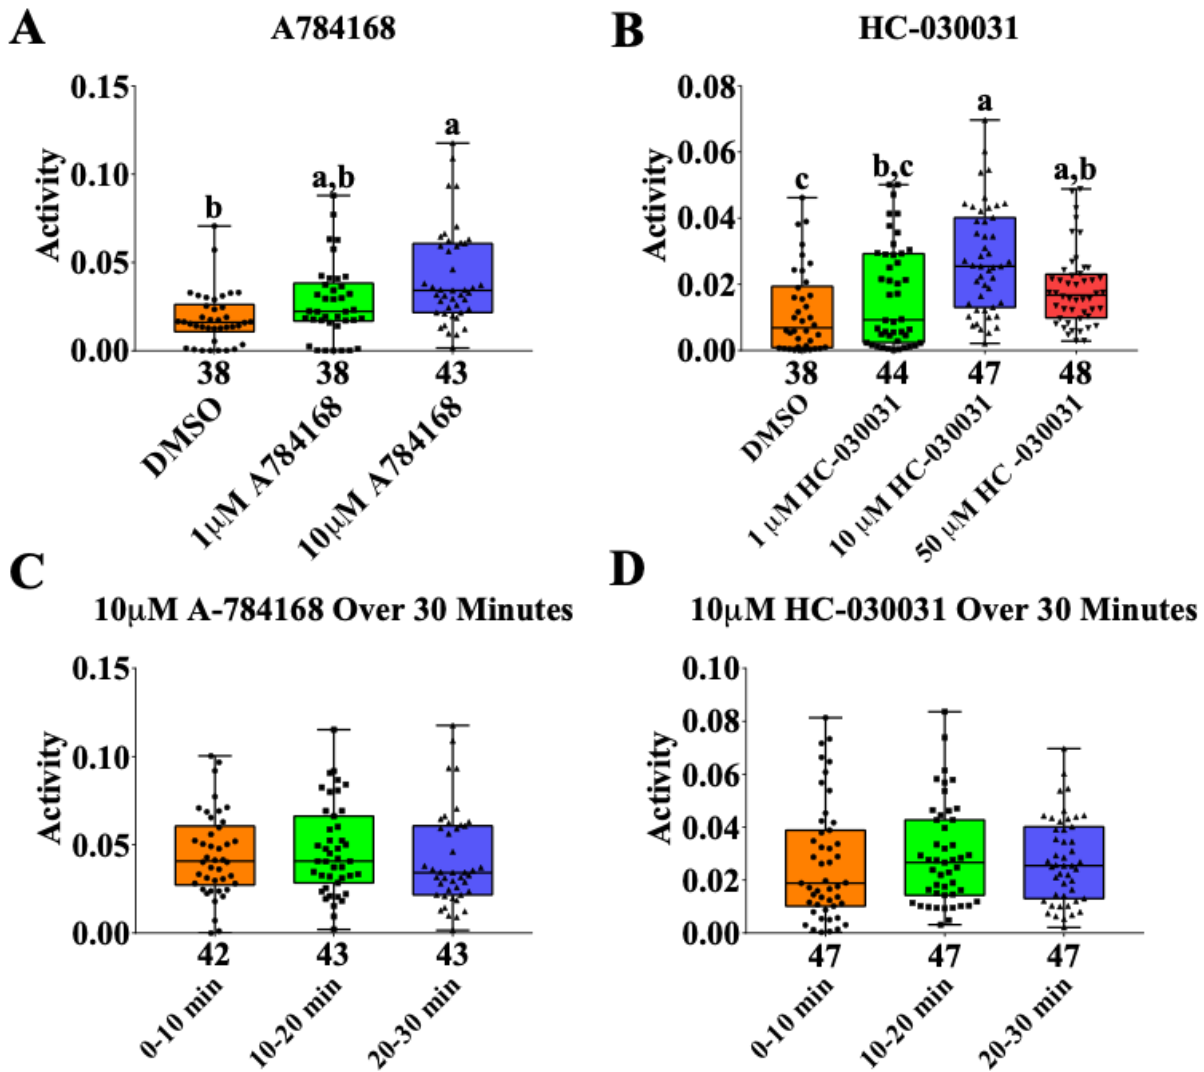 A
A784168
0.15
0.10
0.05
0.00
Activity
b
a,b
a
38
38
43
DMSO
1μM A784168
10μM A784168
B
HC-030031
0.08
0.06
0.04
0.02
0.00
Activity
c
b,c
a
a,b
38
44
47
48
DMSO
1 μM HC-030031
10 μM HC-030031
50 μM HC -030031
C
10μM A-784168 Over 30 Minutes
0.15
0.10
0.05
0.00
Activity
42
43
43
0-10 min
10-20 min
20-30 min
D
10μM HC-030031 Over 30 Minutes
0.10
0.08
0.06
0.04
0.02
0.00
Activity
47
47
47
0-10 min
10-20 min
20-30 min